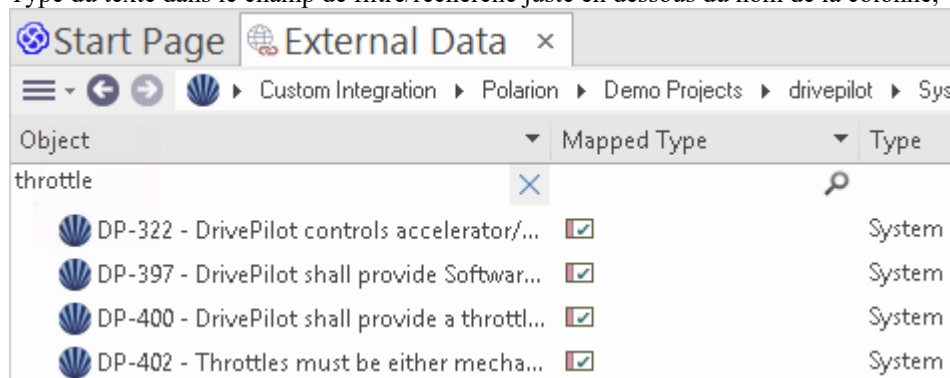 Type du texte dans le champ de filtre/recherche juste en dessous du nom de la colonne,
Start Page External Data ×
Custom Integration Polarion Demo Projects drivepilot Sys
Object Mapped Type Type
throttle
DP-322 - DrivePilot controls accelerator/... System
DP-397 - DrivePilot shall provide Softwar... System
DP-400 - DrivePilot shall provide a throttl... System
DP-402 - Throttles must be either mecha... System